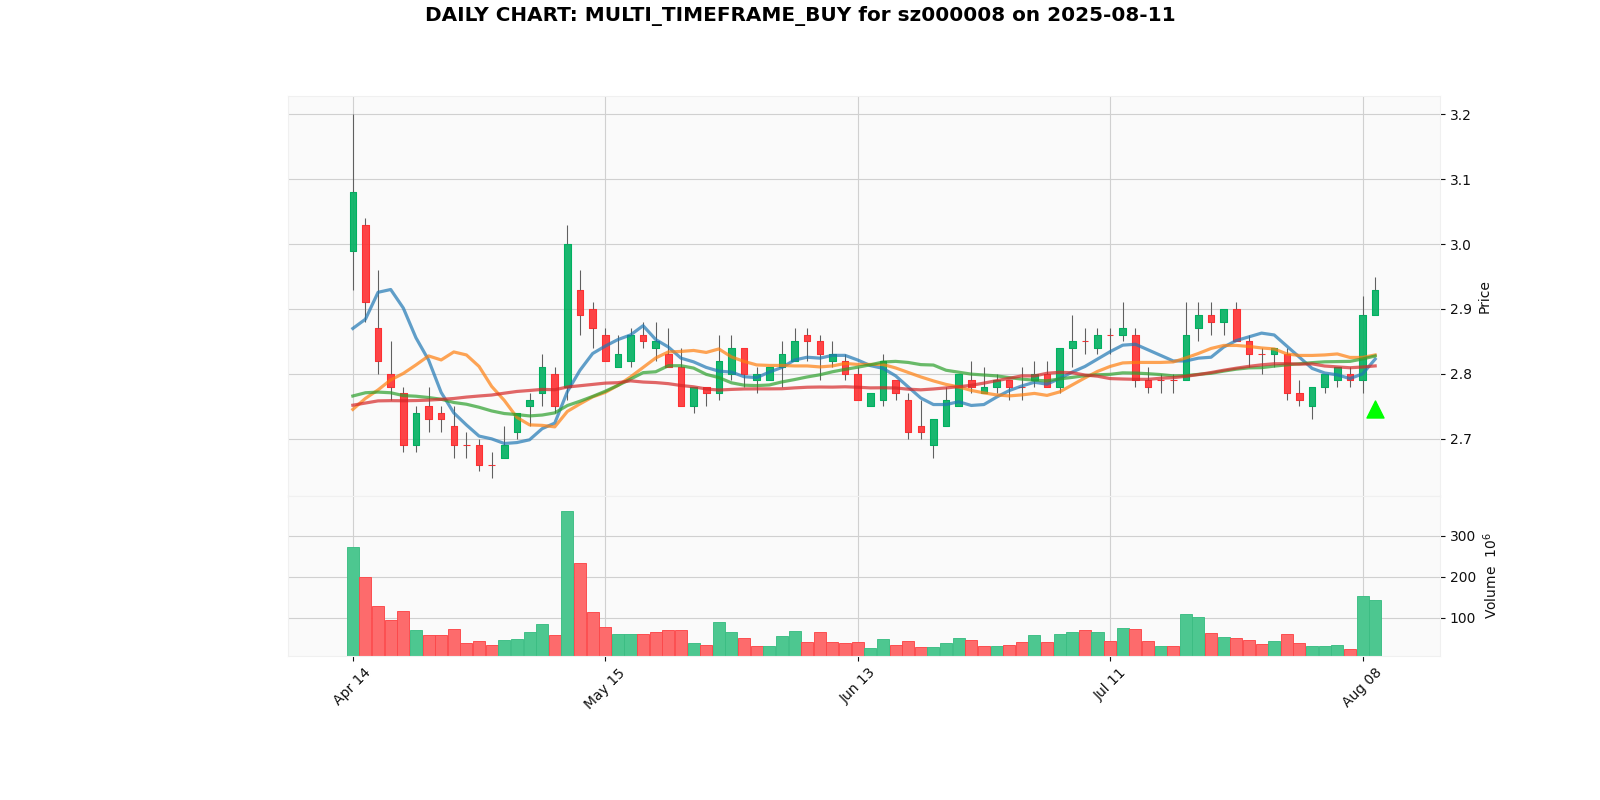 DAILY CHART: MULTI_TIMEFRAME_BUY for sz000008 on 2025-08-11
3.2
3.1
3.0
2.9
2.8
2.7
Price
300
200
100
Volume 10⁶
Apr 14
May 15
Jun 13
Jul 11
Aug 08